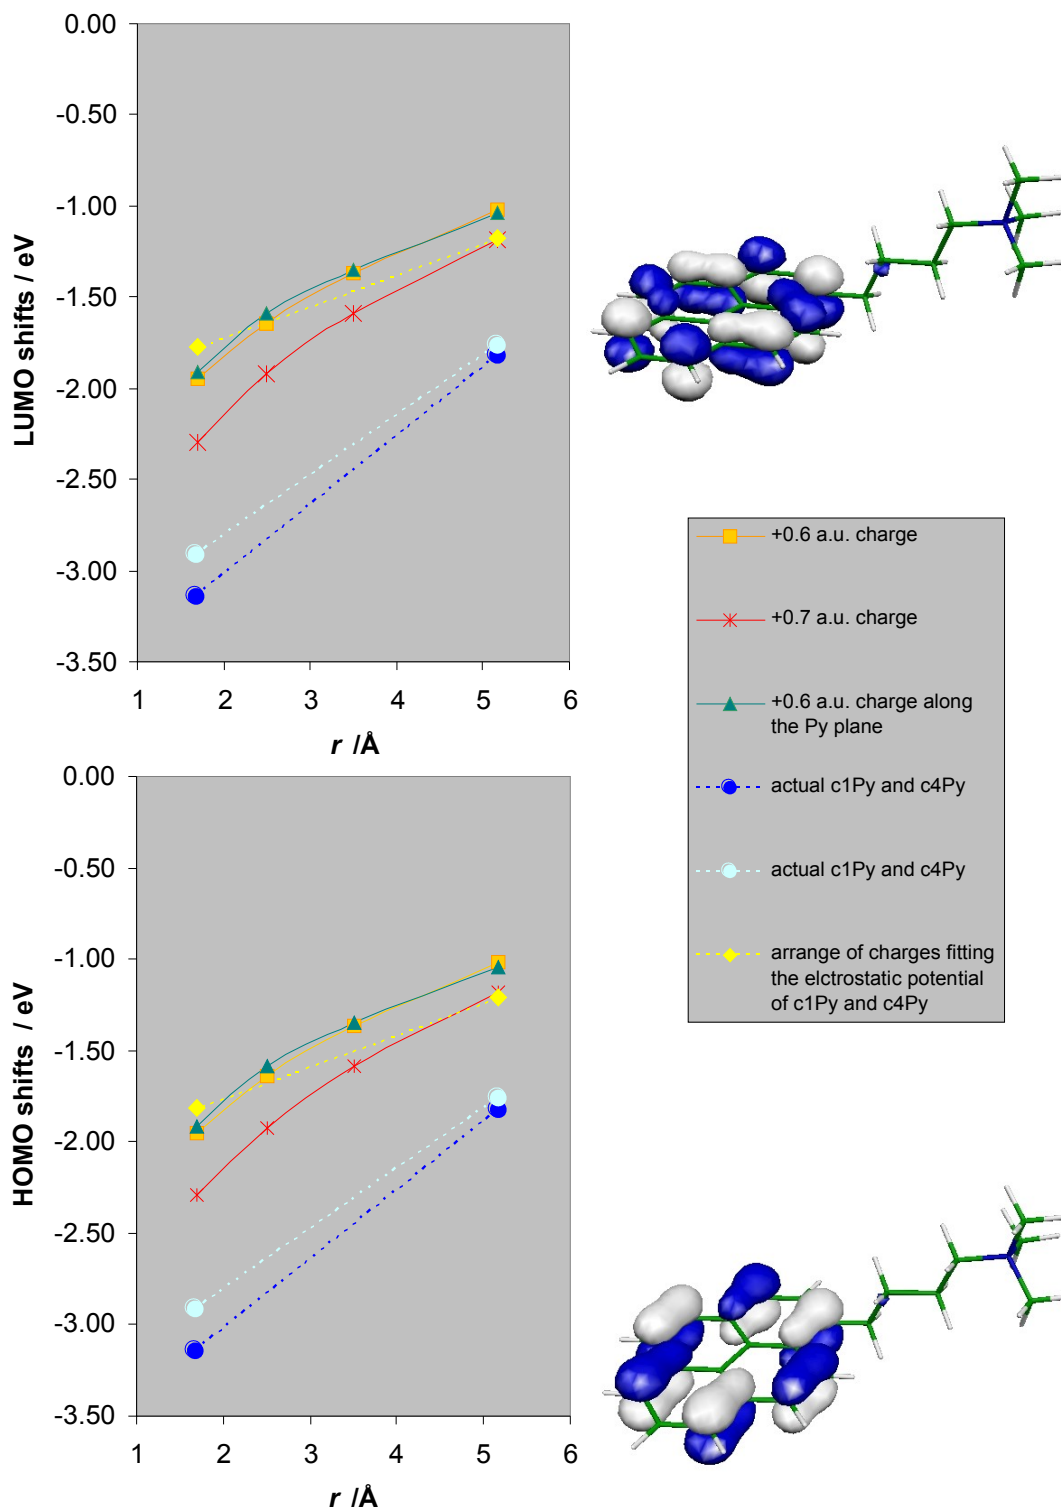 0.00
-0.50
-1.00
-1.50
-2.00
-2.50
-3.00
-3.50
LUMO shifts / eV
1 2 3 4 5 6
r /Å
+0.6 a.u. charge
+0.7 a.u. charge
+0.6 a.u. charge along
the Py plane
actual c1Py and c4Py
actual c1Py and c4Py
arrange of charges fitting
the elctrostatic potential
of c1Py and c4Py
0.00
-0.50
-1.00
-1.50
-2.00
-2.50
-3.00
-3.50
HOMO shifts / eV
1 2 3 4 5 6
r /Å